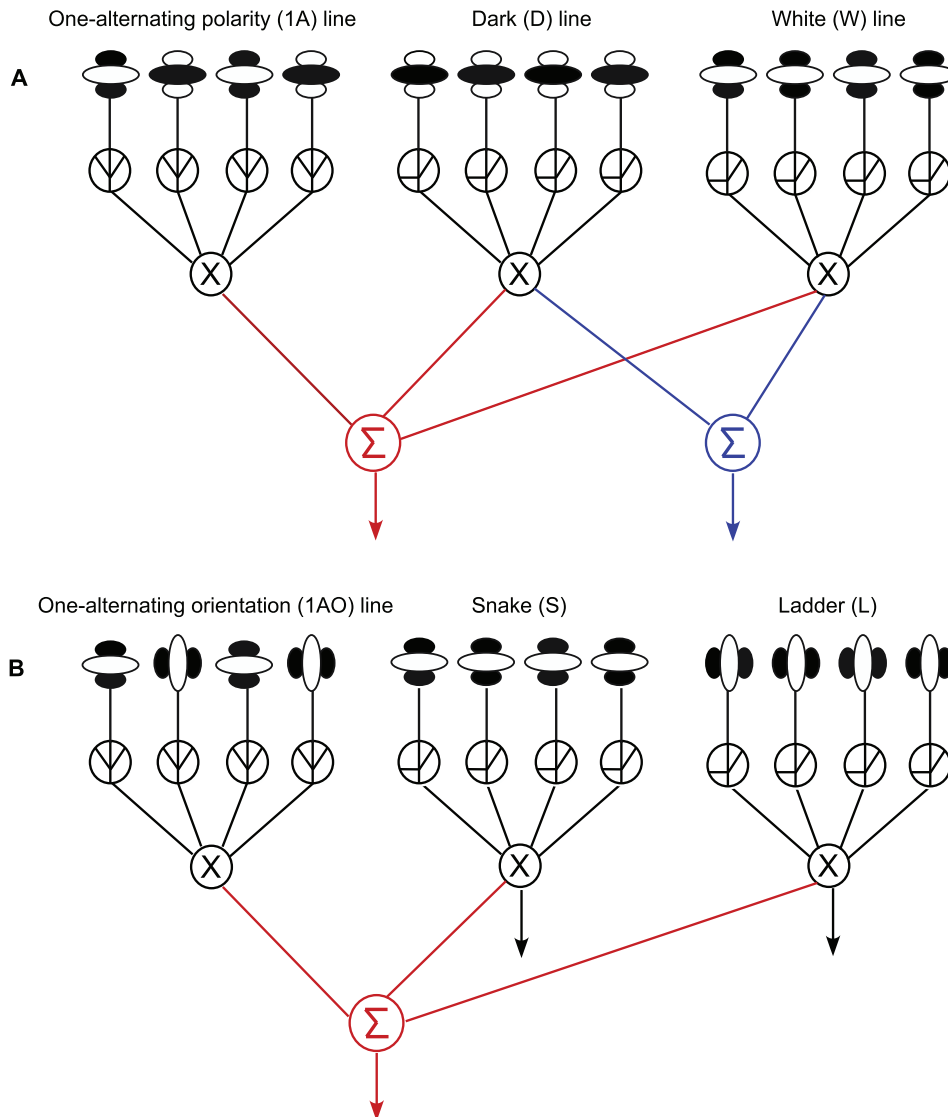 One-alternating polarity (1A) line Dark (D) line White (W) line
A
X X X
Σ Σ
One-alternating orientation (1AO) line Snake (S) Ladder (L)
B
X X X
Σ